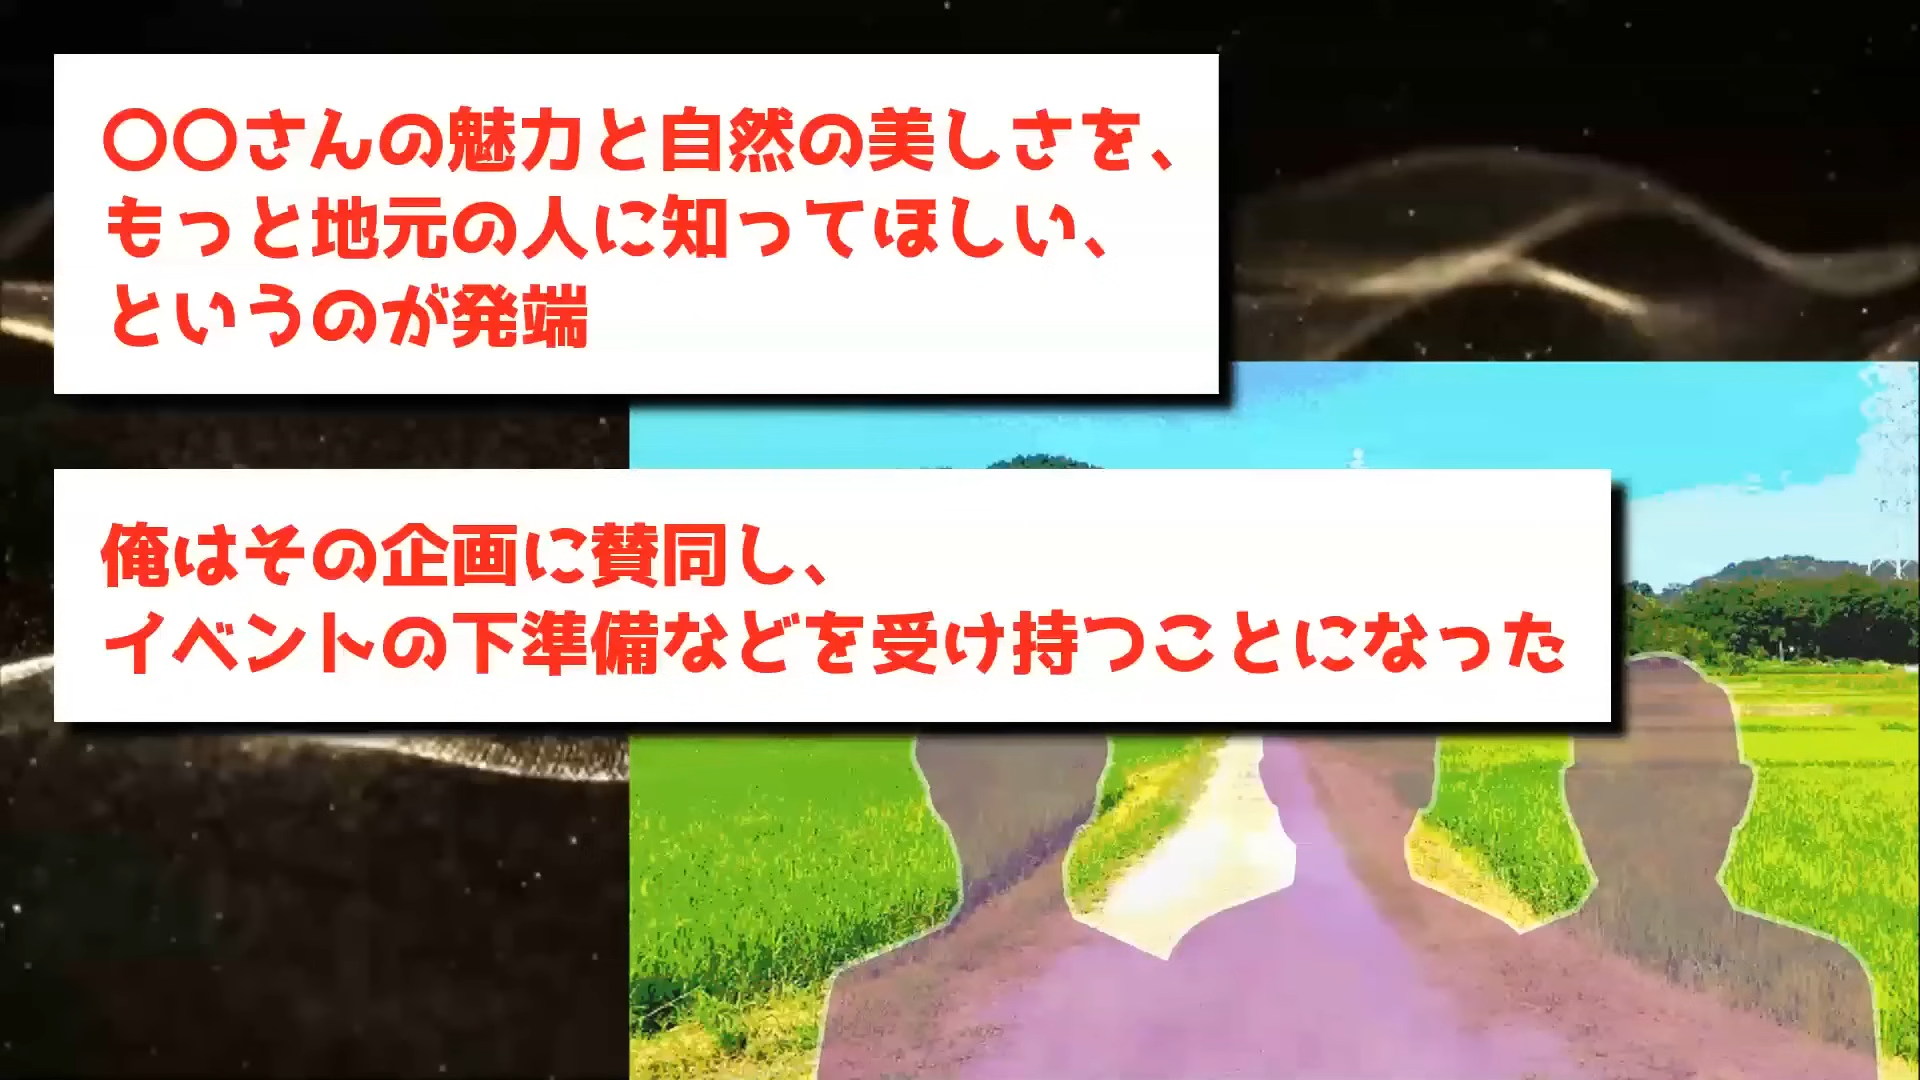 〇〇さんの魅力と自然の美しさを、
もっと地元の人に知ってほしい、
というのが発端
俺はその企画に賛同し、
イベントの下準備などを受け持つことになった